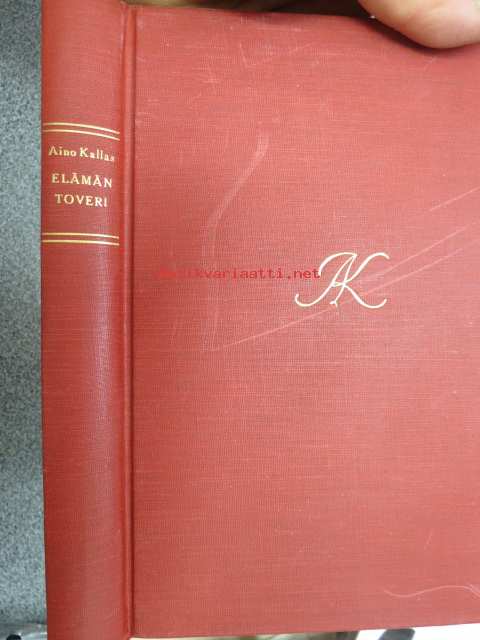 Aino Kallas
ELÄMÄN
TOVERI
AK
antikvariaatti.net